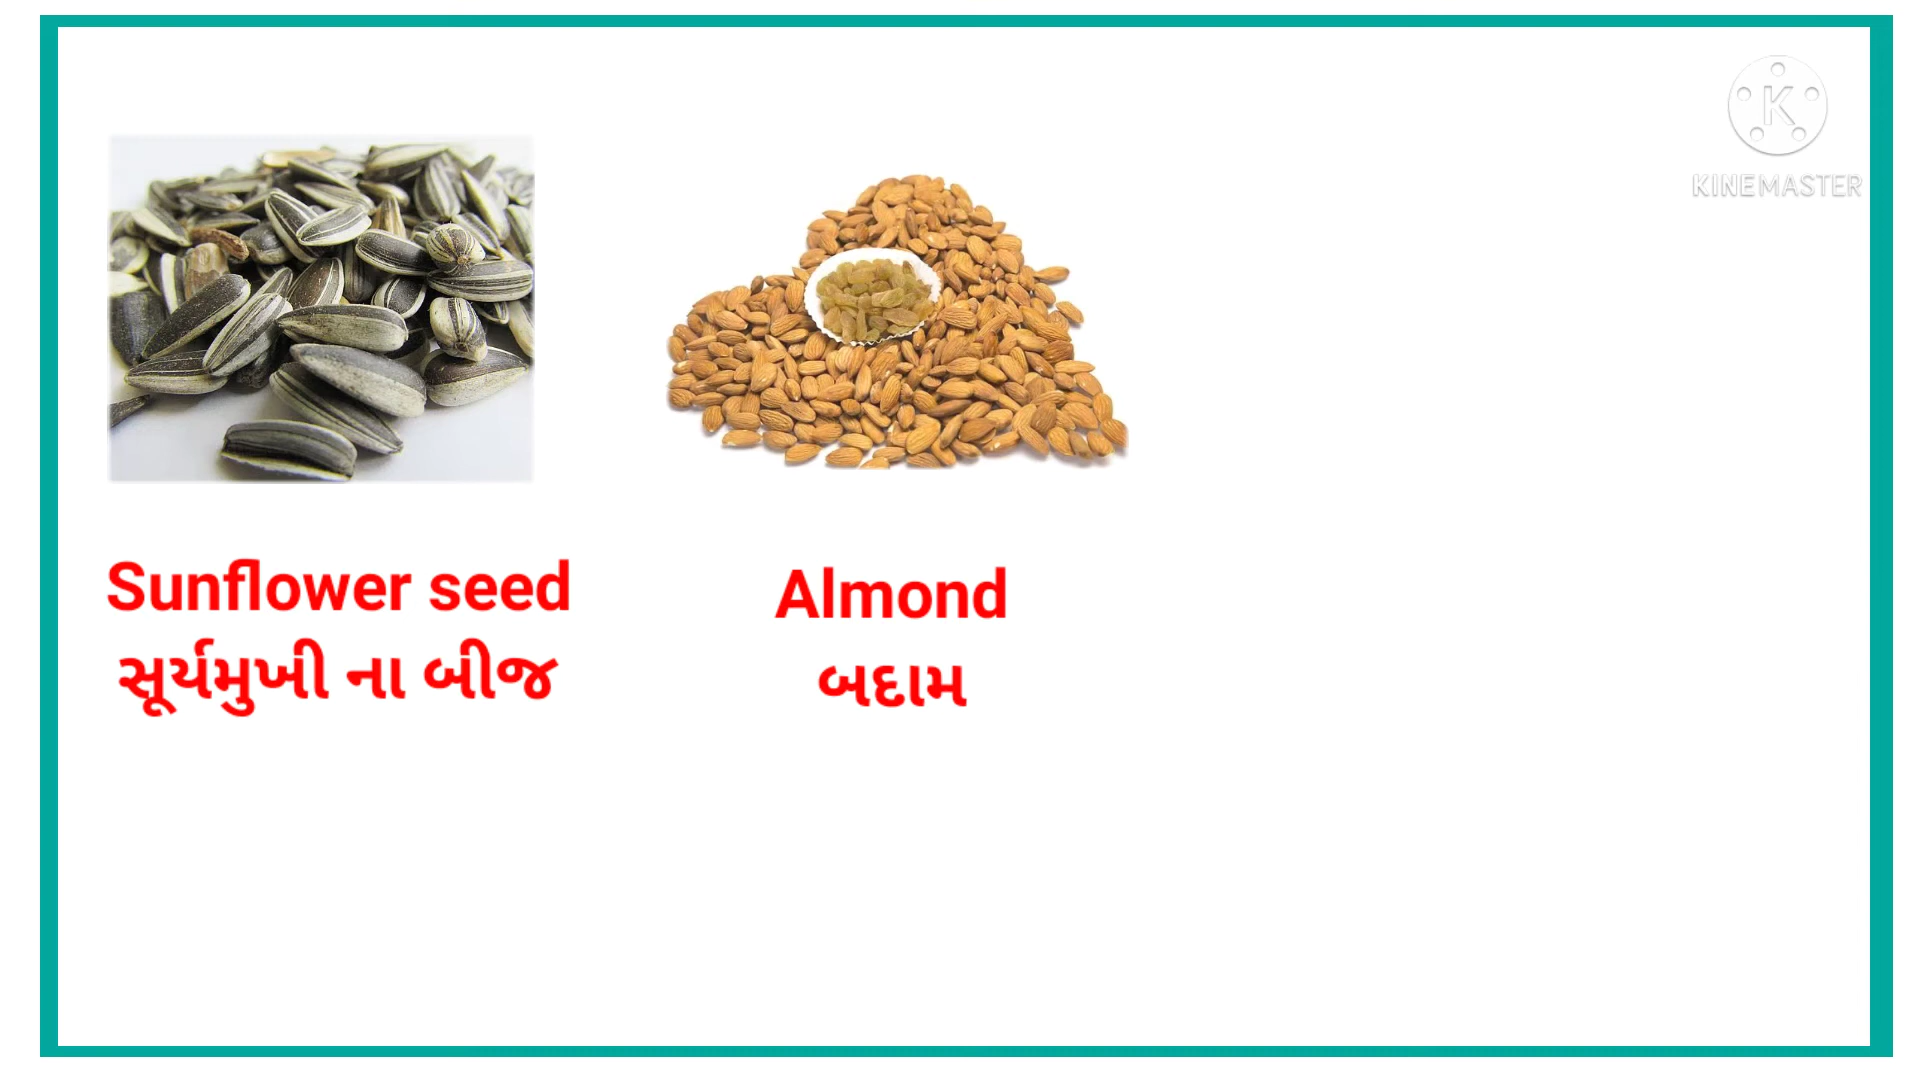 K
KINEMASTER
Sunflower seed
સૂર્યમુખી ના બીજ
Almond
બદામ